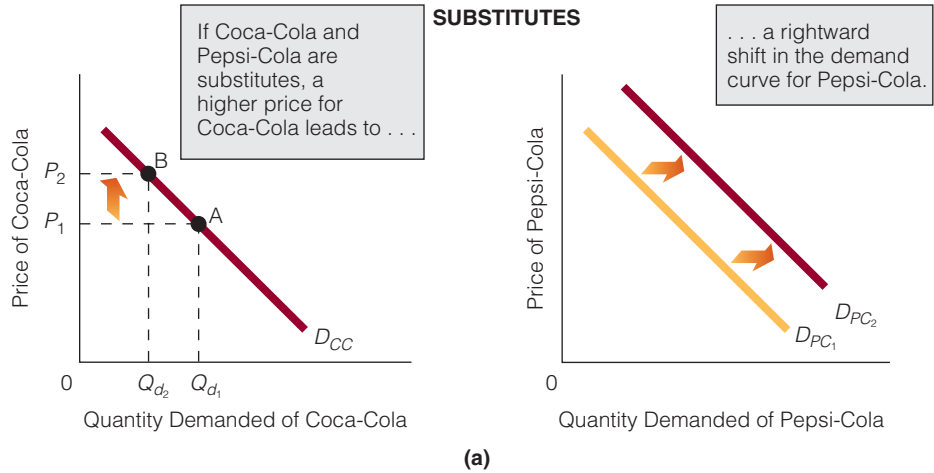 SUBSTITUTES
If Coca-Cola and
Pepsi-Cola are
substitutes, a
higher price for
Coca-Cola leads to . . .
. . . a rightward
shift in the demand
curve for Pepsi-Cola.
Price of Coca-Cola
P2
P1
B
A
DCC
0
Qd2
Qd1
Quantity Demanded of Coca-Cola
Price of Pepsi-Cola
DPC2
DPC1
0
Quantity Demanded of Pepsi-Cola
(a)